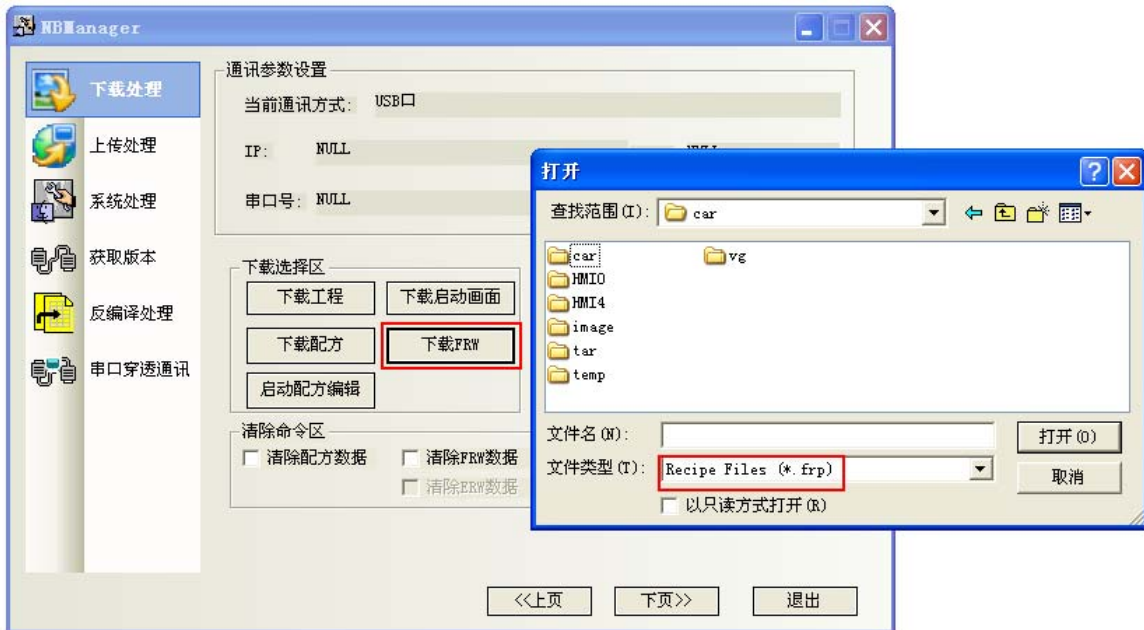 NBManager
下载处理
上传处理
系统处理
获取版本
反编译处理
串口穿透通讯
通讯参数设置
当前通讯方式: USB口
IP: NULL
串口号: NULL
下载选择区
下载工程 下载启动画面
下载配方 下载FRW
启动配方编辑
清除命令区
清除配方数据 清除FRW数据
清除ERW数据
<<上页 下页>> 退出
打开
查找范围(I): car
car vg
HMI0
HMI4
image
tar
temp
文件名(N): 打开(O)
文件类型(T): Recipe Files (*.frp) 取消
以只读方式打开(R)